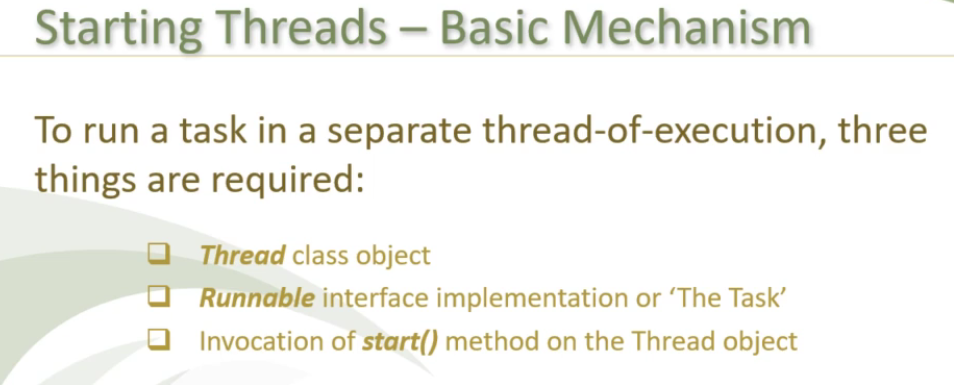 Starting Threads – Basic Mechanism
To run a task in a separate thread-of-execution, three
things are required:
Thread class object
Runnable interface implementation or ‘The Task’
Invocation of start() method on the Thread object